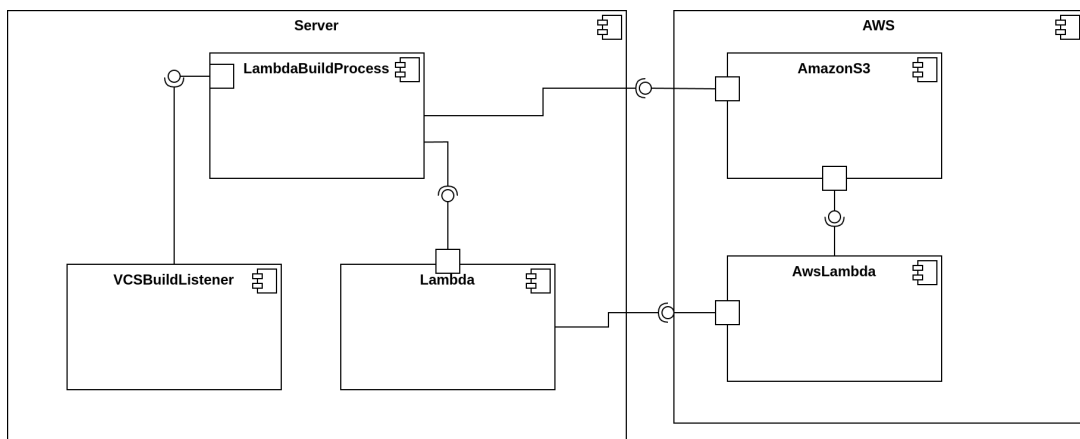 Server
AWS
LambdaBuildProcess
AmazonS3
VCSBuildListener
Lambda
AwsLambda